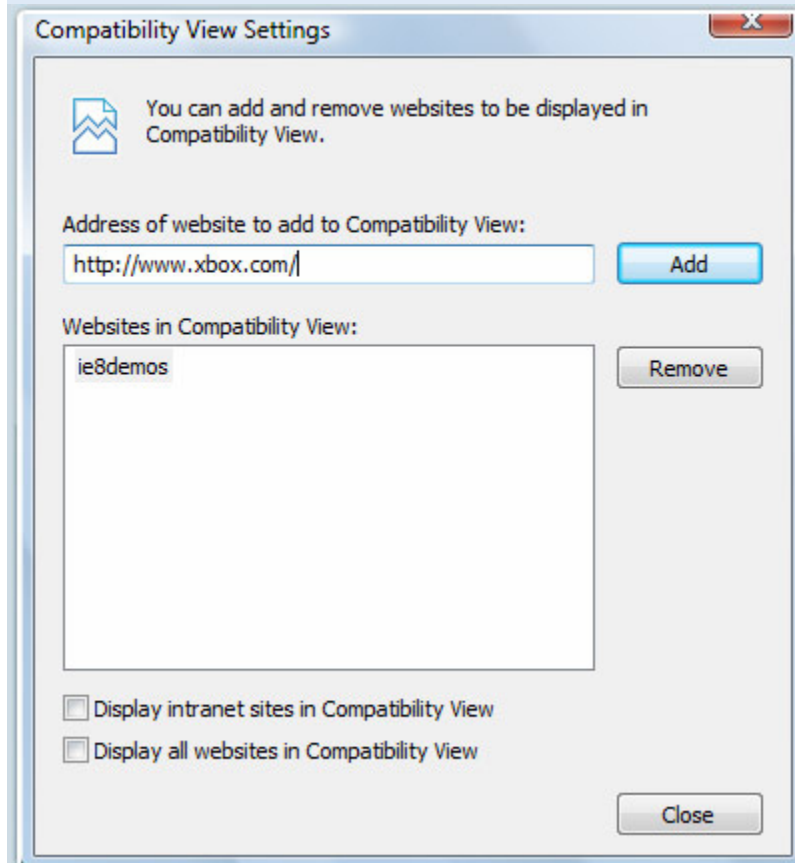 Compatibility View Settings
You can add and remove websites to be displayed in
Compatibility View.
Address of website to add to Compatibility View:
http://www.xbox.com/
Add
Websites in Compatibility View:
ie8demos
Remove
Display intranet sites in Compatibility View
Display all websites in Compatibility View
Close